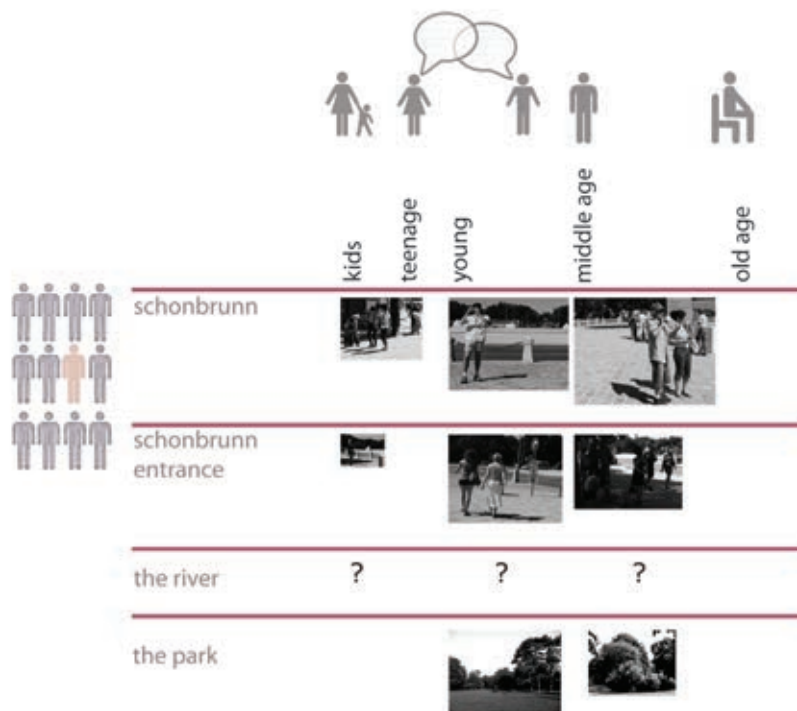 kids
teenage
young
middle age
old age
schonbrunn
schonbrunn
entrance
the river
? ? ?
the park